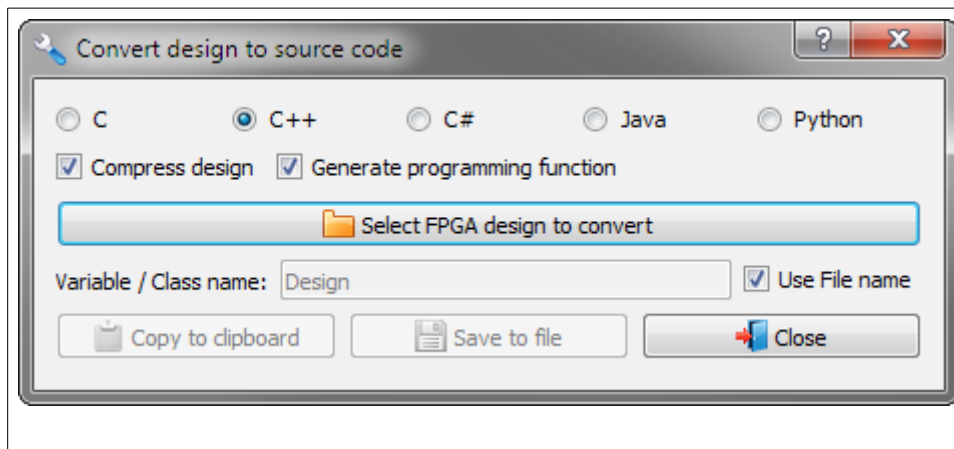 Convert design to source code
C C++ C# Java Python
Compress design Generate programming function
Select FPGA design to convert
Variable / Class name: Design Use File name
Copy to clipboard Save to file Close